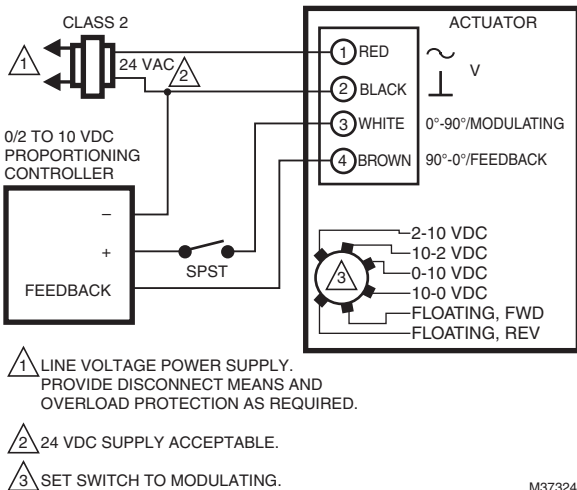 CLASS 2
1
24 VAC
2
ACTUATOR
1 RED
V
2 BLACK
3 WHITE 0°-90°/MODULATING
4 BROWN 90°-0°/FEEDBACK
0/2 TO 10 VDC
PROPORTIONING
CONTROLLER
–
+
FEEDBACK
SPST
3
2-10 VDC
10-2 VDC
0-10 VDC
10-0 VDC
FLOATING, FWD
FLOATING, REV
1 LINE VOLTAGE POWER SUPPLY.
PROVIDE DISCONNECT MEANS AND
OVERLOAD PROTECTION AS REQUIRED.
2 24 VDC SUPPLY ACCEPTABLE.
3 SET SWITCH TO MODULATING.
M37324